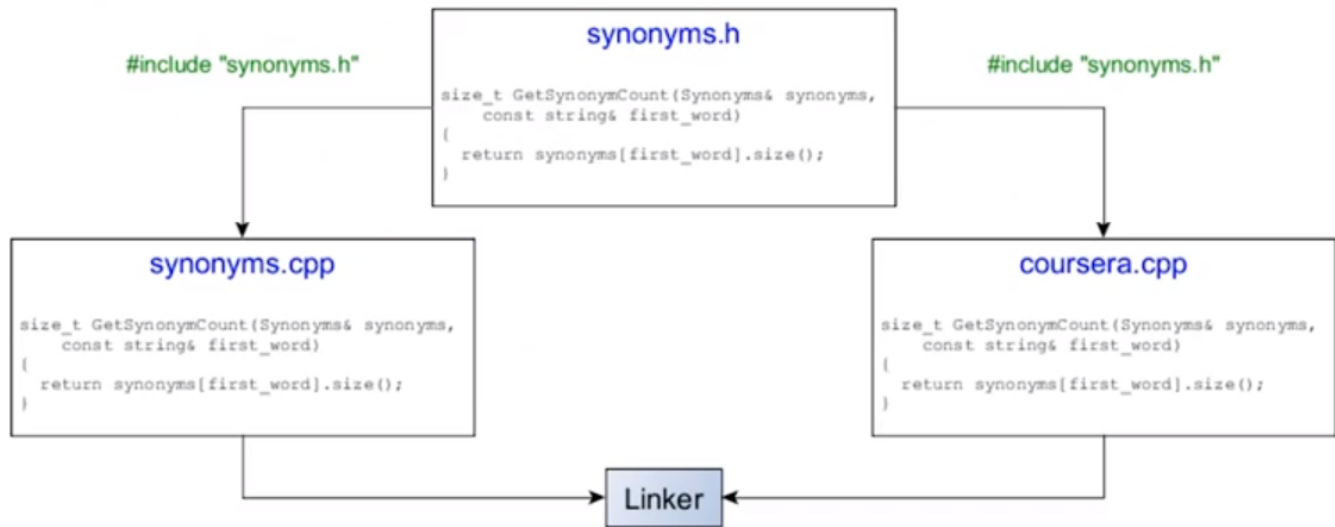 synonyms.h
#include "synonyms.h"
#include "synonyms.h"
size_t GetSynonymCount(Synonyms& synonyms,
const string& first_word)
{
return synonyms[first_word].size();
}
synonyms.cpp
size_t GetSynonymCount(Synonyms& synonyms,
const string& first_word)
{
return synonyms[first_word].size();
}
coursera.cpp
size_t GetSynonymCount(Synonyms& synonyms,
const string& first_word)
{
return synonyms[first_word].size();
}
Linker